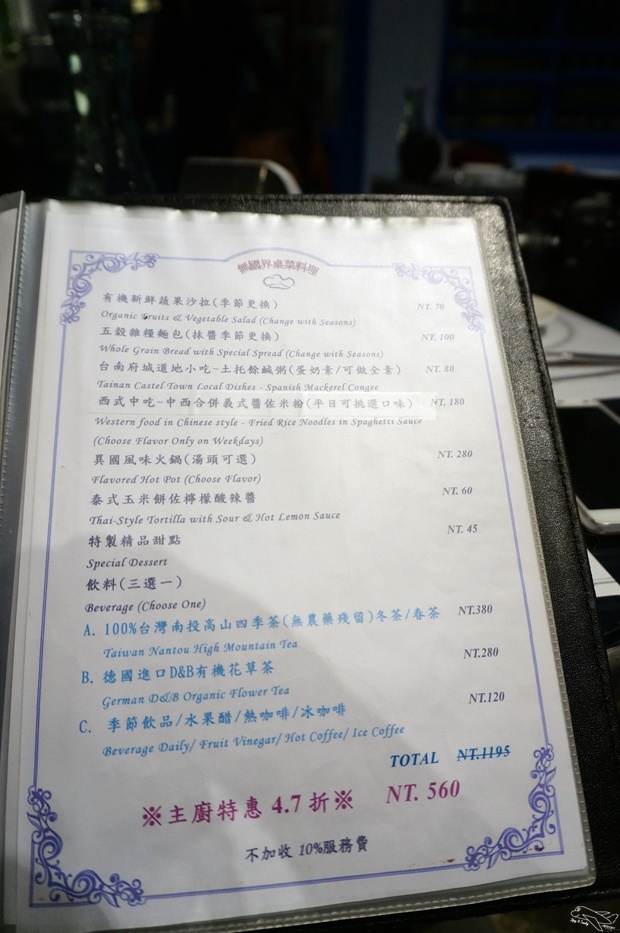 無國界桌菜料理
有機新鮮蔬果沙拉(季節更換) NT. 70
Organic Fruits & Vegetable Salad (Change with Seasons)
五穀雜糧麵包(抹醬季節更換) NT. 100
Whole Grain Bread with Special Spread (Change with Seasons)
台南府城道地小吃-土托餘鹹粥(蛋奶素/可做全素) NT. 80
Tainan Castel Town Local Dishes - Spanish Mackerel Congee
西式中吃-中西合併義式醬佐米粉(平日可挑選口味) NT. 180
Western food in Chinese style - Fried Rice Noodles in Spaghetti Sauce
(Choose Flavor Only on Weekdays)
異國風味火鍋(湯頭可選) NT. 280
Flavored Hot Pot (Choose Flavor)
泰式玉米餅佐檸檬酸辣醬 NT. 60
Thai-Style Tortilla with Sour & Hot Lemon Sauce
特製精品甜點 NT. 45
Special Dessert
飲料(三選一)
Beverage (Choose One)
A. 100%台灣南投高山四季茶(無農藥殘留)冬茶/春茶 NT.380
Taiwan Nantou High Mountain Tea
B. 德國進口D&B有機花草茶 NT.280
German D&B Organic Flower Tea
C. 季節飲品/水果醋/熱咖啡/冰咖啡 NT.120
Beverage Daily/ Fruit Vinegar/ Hot Coffee/ Ice Coffee
TOTAL NT.1195
※主廚特惠 4.7 折※ NT. 560
不加收 10%服務費